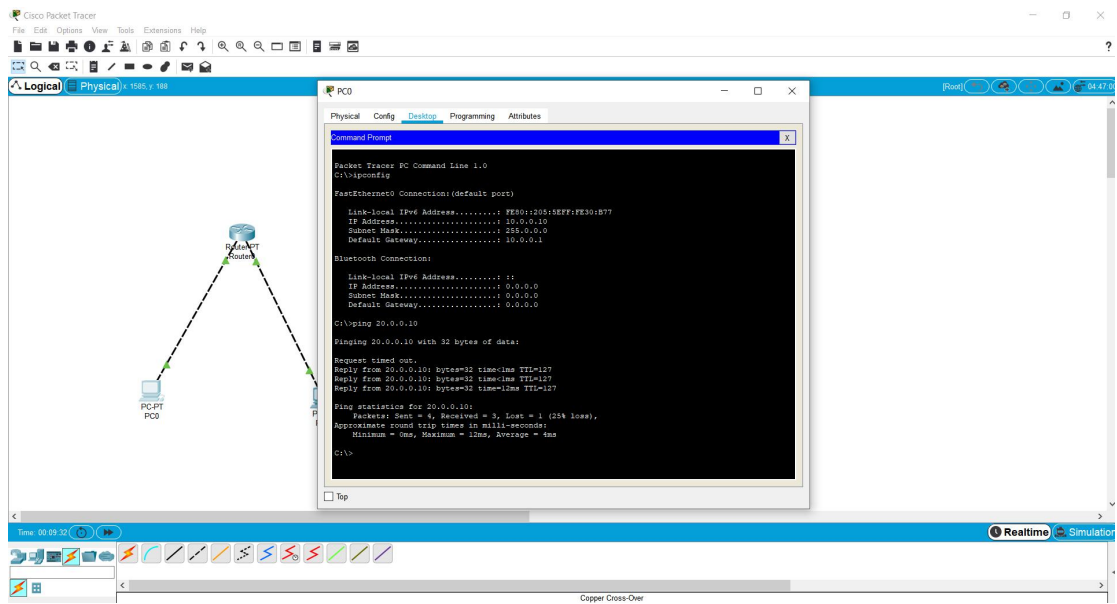 Cisco Packet Tracer
File Edit Options View Tools Extensions Help
?
Logical Physical x: 1585, y: 188
[Root] 04:47:00
PC0
Physical Config Desktop Programming Attributes
Command Prompt X
Packet Tracer PC Command Line 1.0
C:\>ipconfig
FastEthernet0 Connection:(default port)
Link-local IPv6 Address.........: FE80::205:5EFF:FE30:B77
IP Address......................: 10.0.0.10
Subnet Mask.....................: 255.0.0.0
Default Gateway.................: 10.0.0.1
Bluetooth Connection:
Link-local IPv6 Address.........: ::
IP Address......................: 0.0.0.0
Subnet Mask.....................: 0.0.0.0
Default Gateway.................: 0.0.0.0
C:\>ping 20.0.0.10
Pinging 20.0.0.10 with 32 bytes of data:
Request timed out.
Reply from 20.0.0.10: bytes=32 time<1ms TTL=127
Reply from 20.0.0.10: bytes=32 time<1ms TTL=127
Reply from 20.0.0.10: bytes=32 time=12ms TTL=127
Ping statistics for 20.0.0.10:
Packets: Sent = 4, Received = 3, Lost = 1 (25% loss),
Approximate round trip times in milli-seconds:
Minimum = 0ms, Maximum = 12ms, Average = 4ms
C:\>
Top
Router-PT
Router0
PC-PT
PC0
Time: 00:09:32
Realtime Simulation
Copper Cross-Over